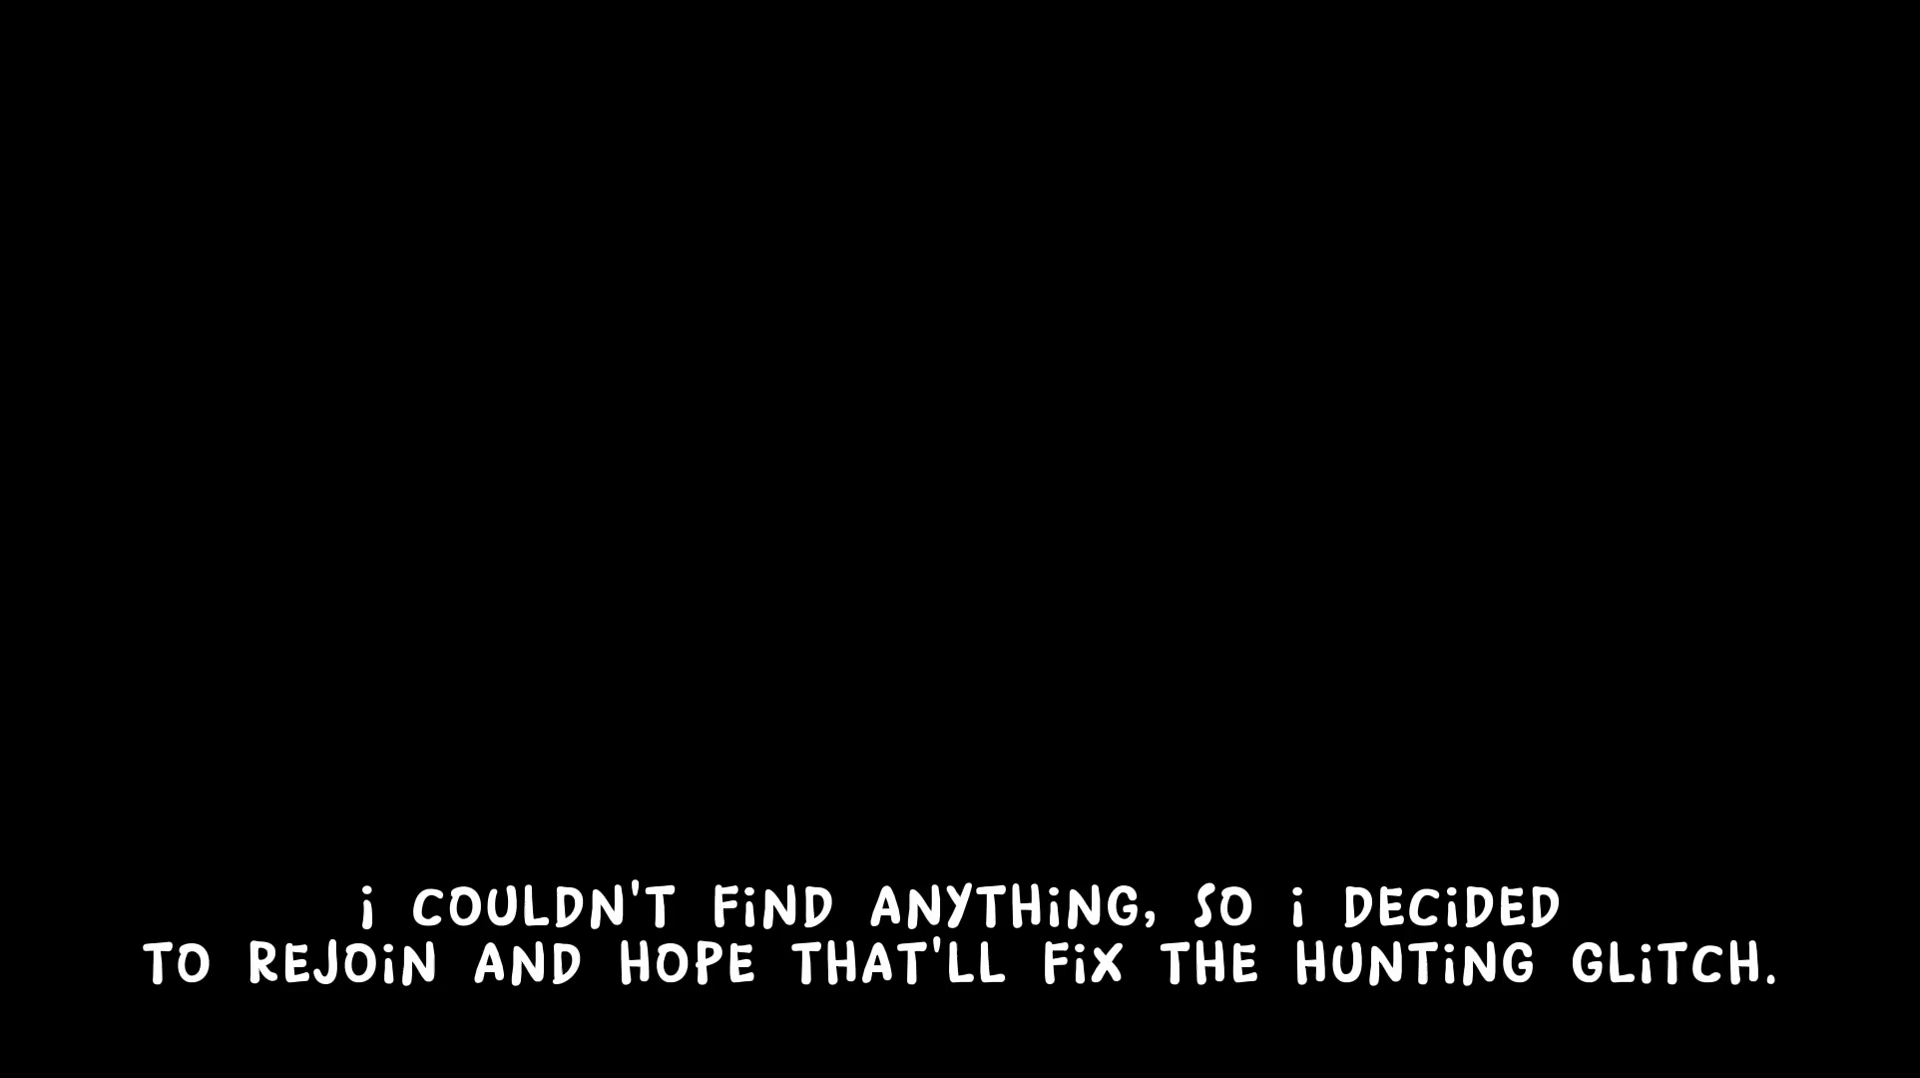 i COULDN'T FiND ANYTHiNG, SO i DECiDED
TO REJOiN AND HOPE THAT'LL FiX THE HUNTiNG GLiTCH.